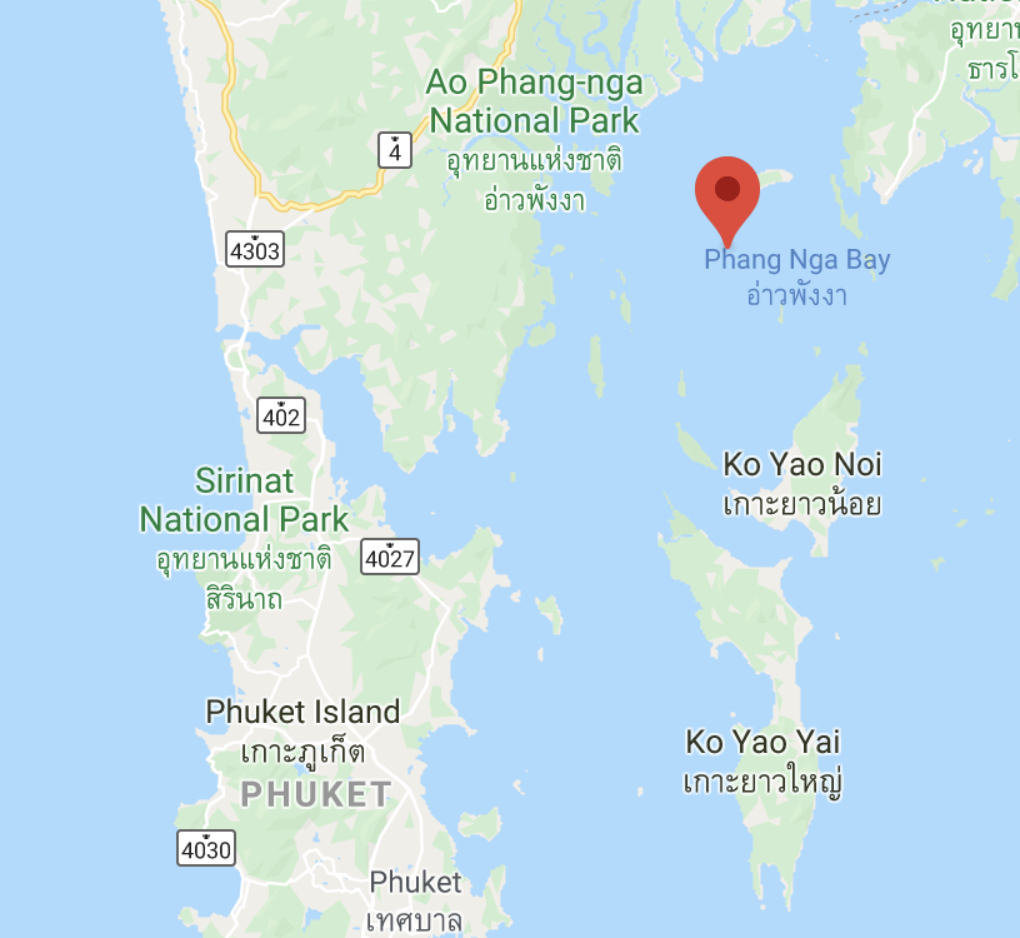 อุทยาน
ธารโ
Ao Phang-nga
National Park
อุทยานแห่งชาติ
อ่าวพังงา
4
4303
Phang Nga Bay
อ่าวพังงา
402
Ko Yao Noi
เกาะยาวน้อย
Sirinat
National Park
อุทยานแห่งชาติ
สิรินาถ
4027
Phuket Island
เกาะภูเก็ต
PHUKET
Ko Yao Yai
เกาะยาวใหญ่
4030
Phuket
เทศบาล